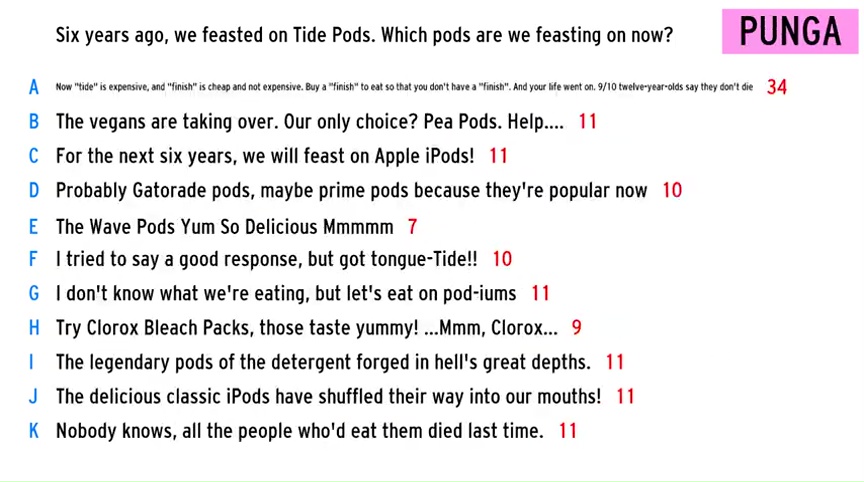 Six years ago, we feasted on Tide Pods. Which pods are we feasting on now?
PUNGA
A Now "tide" is expensive, and "finish" is cheap and not expensive. Buy a "finish" to eat so that you don't have a "finish". And your life went on. 9/10 twelve-year-olds say they don't die 34
B The vegans are taking over. Our only choice? Pea Pods. Help.... 11
C For the next six years, we will feast on Apple iPods! 11
D Probably Gatorade pods, maybe prime pods because they're popular now 10
E The Wave Pods Yum So Delicious Mmmmm 7
F I tried to say a good response, but got tongue-Tide!! 10
G I don't know what we're eating, but let's eat on pod-iums 11
H Try Clorox Bleach Packs, those taste yummy! ...Mmm, Clorox... 9
I The legendary pods of the detergent forged in hell's great depths. 11
J The delicious classic iPods have shuffled their way into our mouths! 11
K Nobody knows, all the people who'd eat them died last time. 11